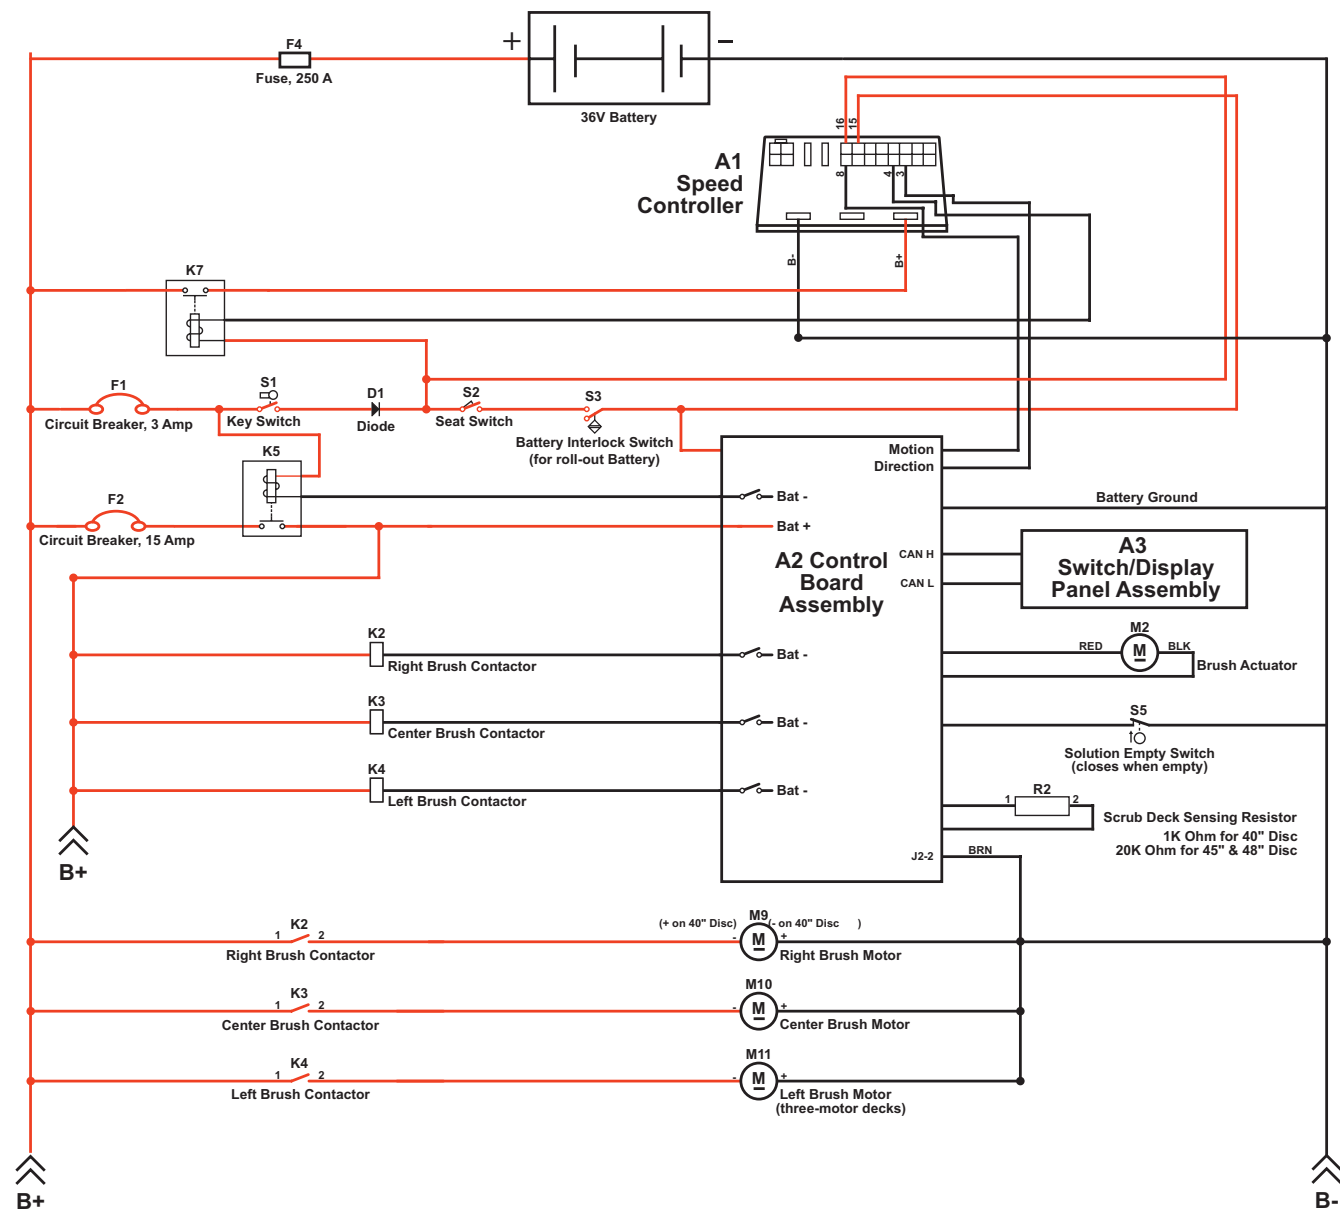 F4
Fuse, 250 A
+
-
36V Battery
16
15
A1
Speed
Controller
8
4
3
B-
B+
K7
F1
Circuit Breaker, 3 Amp
S1
Key Switch
D1
Diode
S2
Seat Switch
S3
Battery Interlock Switch
(for roll-out Battery)
K5
F2
Circuit Breaker, 15 Amp
Motion
Direction
Bat -
Bat +
Battery Ground
A2 Control
Board
Assembly
CAN H
CAN L
A3
Switch/Display
Panel Assembly
K2
Right Brush Contactor
Bat -
RED
M2
M
BLK
Brush Actuator
K3
Center Brush Contactor
Bat -
S5
Solution Empty Switch
(closes when empty)
K4
Left Brush Contactor
Bat -
1
R2
2
Scrub Deck Sensing Resistor
1K Ohm for 40" Disc
20K Ohm for 45" & 48" Disc
J2-2
BRN
B+
K2
1
2
Right Brush Contactor
(+ on 40" Disc)
M9
(- on 40" Disc )
-
M
+
Right Brush Motor
K3
1
2
Center Brush Contactor
M10
-
M
+
Center Brush Motor
K4
1
2
Left Brush Contactor
M11
-
M
+
Left Brush Motor
(three-motor decks)
B+
B-